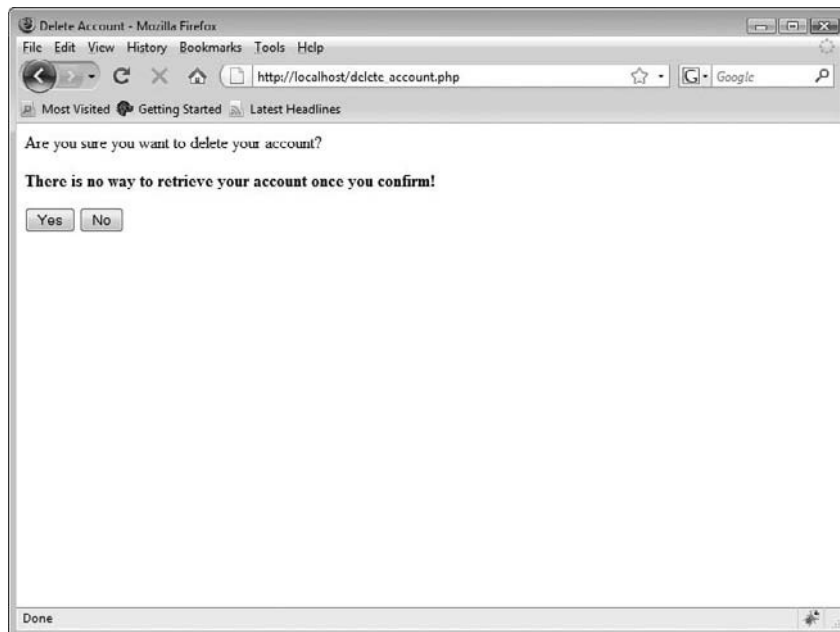 Delete Account - Mozilla Firefox
File Edit View History Bookmarks Tools Help
http://localhost/delete_account.php
G Google
Most Visited Getting Started Latest Headlines
Are you sure you want to delete your account?
There is no way to retrieve your account once you confirm!
Yes No
Done